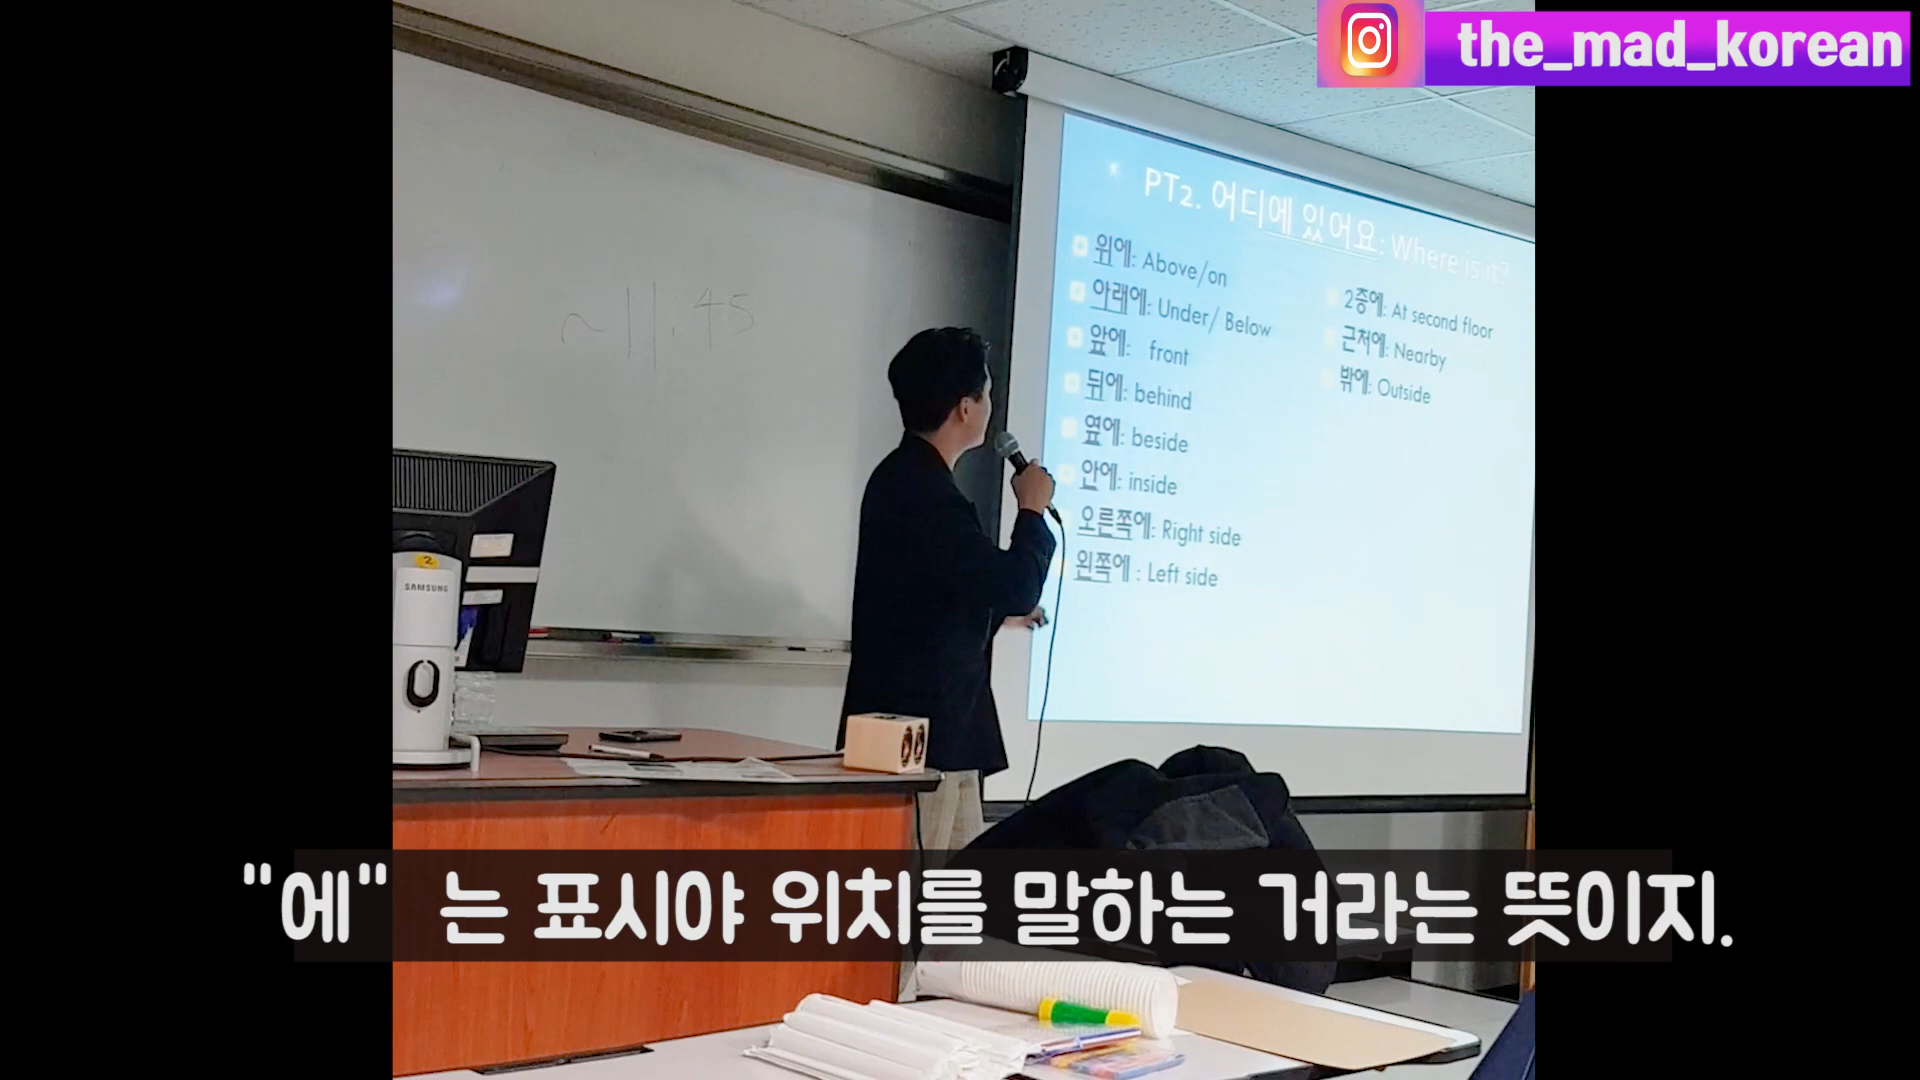 the_mad_korean
PT2. 어디에 있어요: Where is it?
위에: Above/on
아래에: Under/ Below
앞에: front
뒤에: behind
옆에: beside
안에: inside
오른쪽에: Right side
왼쪽에 : Left side
2층에: At second floor
근처에: Nearby
밖에: Outside
~11:45
2
SAMSUNG
"에" 는 표시야 위치를 말하는 거라는 뜻이지.